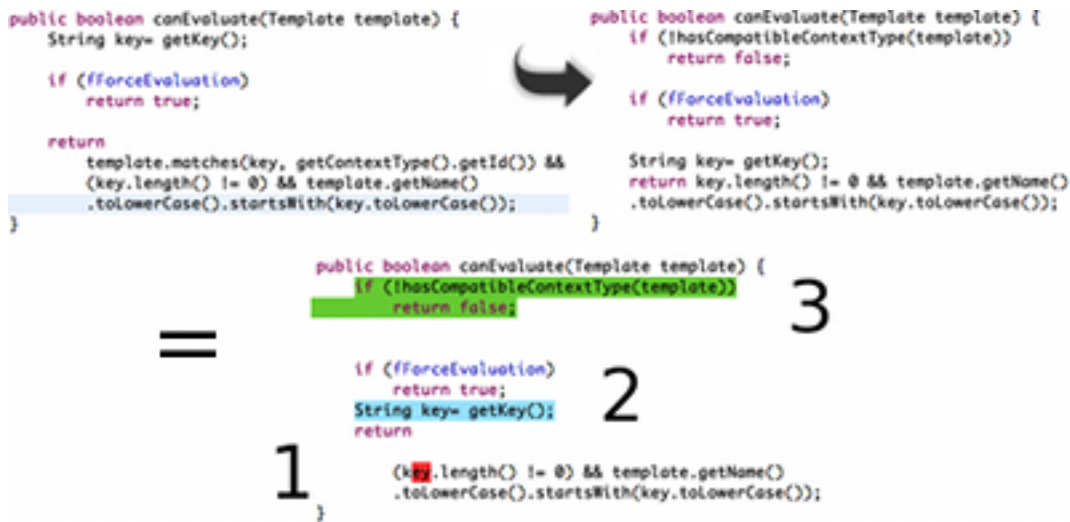 public boolean canEvaluate(Template template) {
String key= getKey();
if (fForceEvaluation)
return true;
return
template.matches(key, getContextType().getId()) &&
(key.length() != 0) && template.getName()
.toLowerCase().startsWith(key.toLowerCase());
}
public boolean canEvaluate(Template template) {
if (!hasCompatibleContextType(template))
return false;
if (fForceEvaluation)
return true;
String key= getKey();
return key.length() != 0 && template.getName()
.toLowerCase().startsWith(key.toLowerCase());
}
=
public boolean canEvaluate(Template template) {
if (!hasCompatibleContextType(template))
return false;
3
if (fForceEvaluation)
return true;
String key= getKey();
2
return
1
(key.length() != 0) && template.getName()
.toLowerCase().startsWith(key.toLowerCase());
}